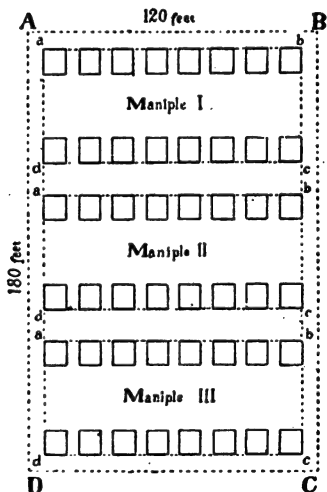 A 120 feet B
a b
Maniple I
d c
a b
180 feet
Maniple II
d c
a b
Maniple III
d c
D C